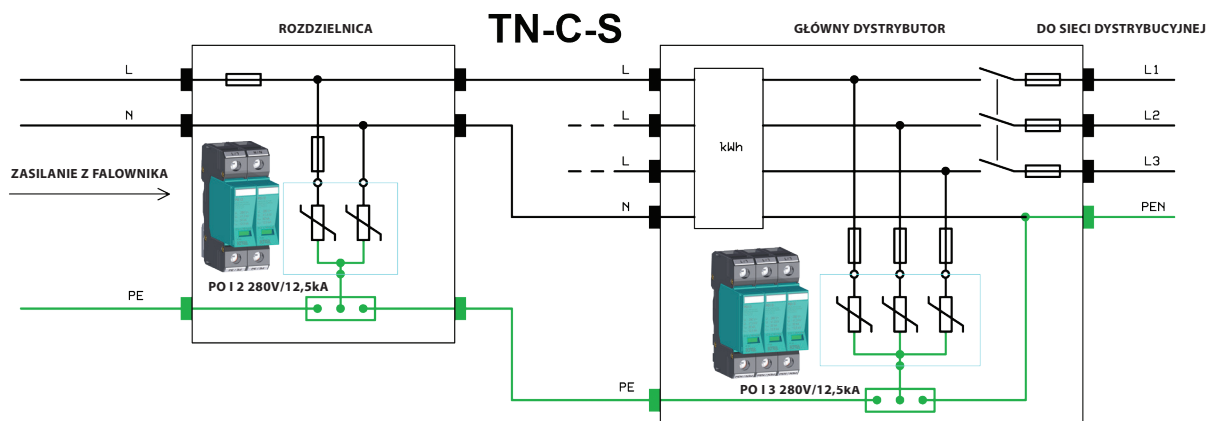 TN-C-S
ROZDZIELNICA
GŁÓWNY DYSTRYBUTOR
DO SIECI DYSTRYBUCYJNEJ
L
L
L1
N
L
L2
kWh
ZASILANIE Z FALOWNIKA
L
L3
N
PEN
PO I 2 280V/12,5kA
PE
PE
PO I 3 280V/12,5kA